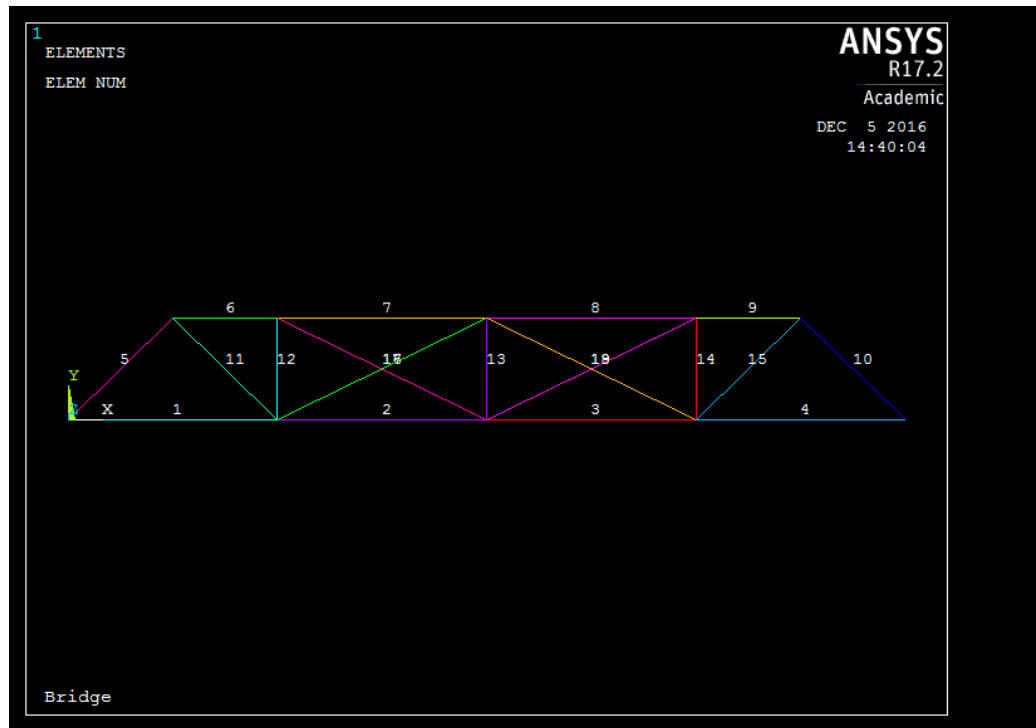 1
ELEMENTS
ELEM NUM
ANSYS
R17.2
Academic
DEC 5 2016
14:40:04
6 7 8 9
5 11 12 13 14 15 10
Y
Z X 1 2 3 4
Bridge